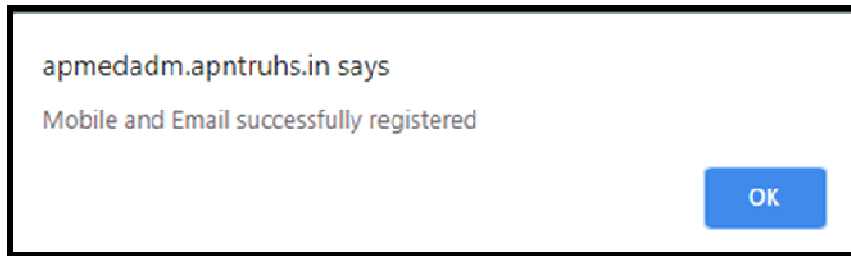 apmedadm.apntruhs.in says
Mobile and Email successfully registered
OK